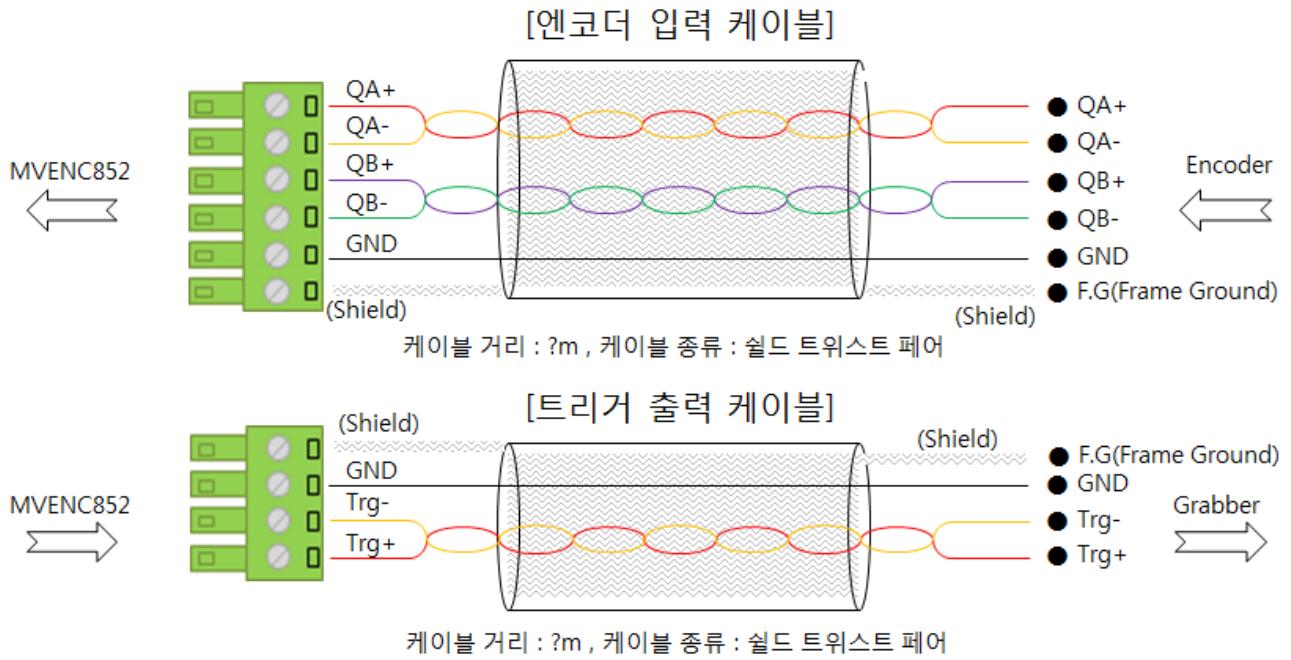 [엔코더 입력 케이블]
QA+
QA-
QB+
QB-
GND
(Shield)
MVENC852
QA+
QA-
QB+
QB-
GND
F.G(Frame Ground)
(Shield)
Encoder
케이블 거리 : ?m , 케이블 종류 : 쉴드 트위스트 페어
[트리거 출력 케이블]
(Shield)
GND
Trg-
Trg+
MVENC852
(Shield)
F.G(Frame Ground)
GND
Trg-
Trg+
Grabber
케이블 거리 : ?m , 케이블 종류 : 쉴드 트위스트 페어